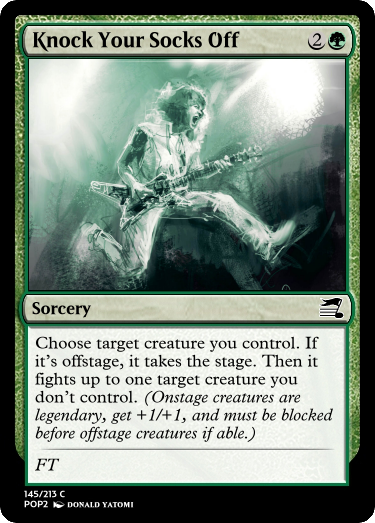 Knock Your Socks Off 2
Sorcery
Choose target creature you control. If
it's offstage, it takes the stage. Then it
fights up to one target creature you
don't control. (Onstage creatures are
legendary, get +1/+1, and must be blocked
before offstage creatures if able.)
FT
145/213 C
POP2 DONALD YATOMI